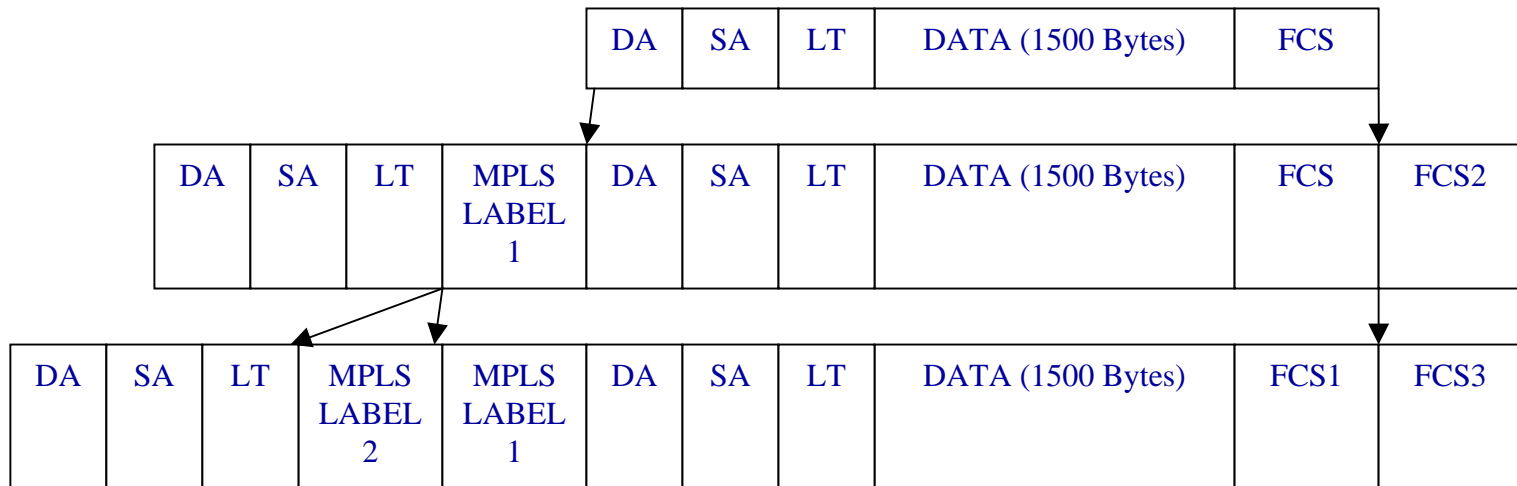 DA SA LT DATA (1500 Bytes) FCS
DA SA LT MPLS LABEL 1 DA SA LT DATA (1500 Bytes) FCS FCS2
DA SA LT MPLS LABEL 2 MPLS LABEL 1 DA SA LT DATA (1500 Bytes) FCS1 FCS3